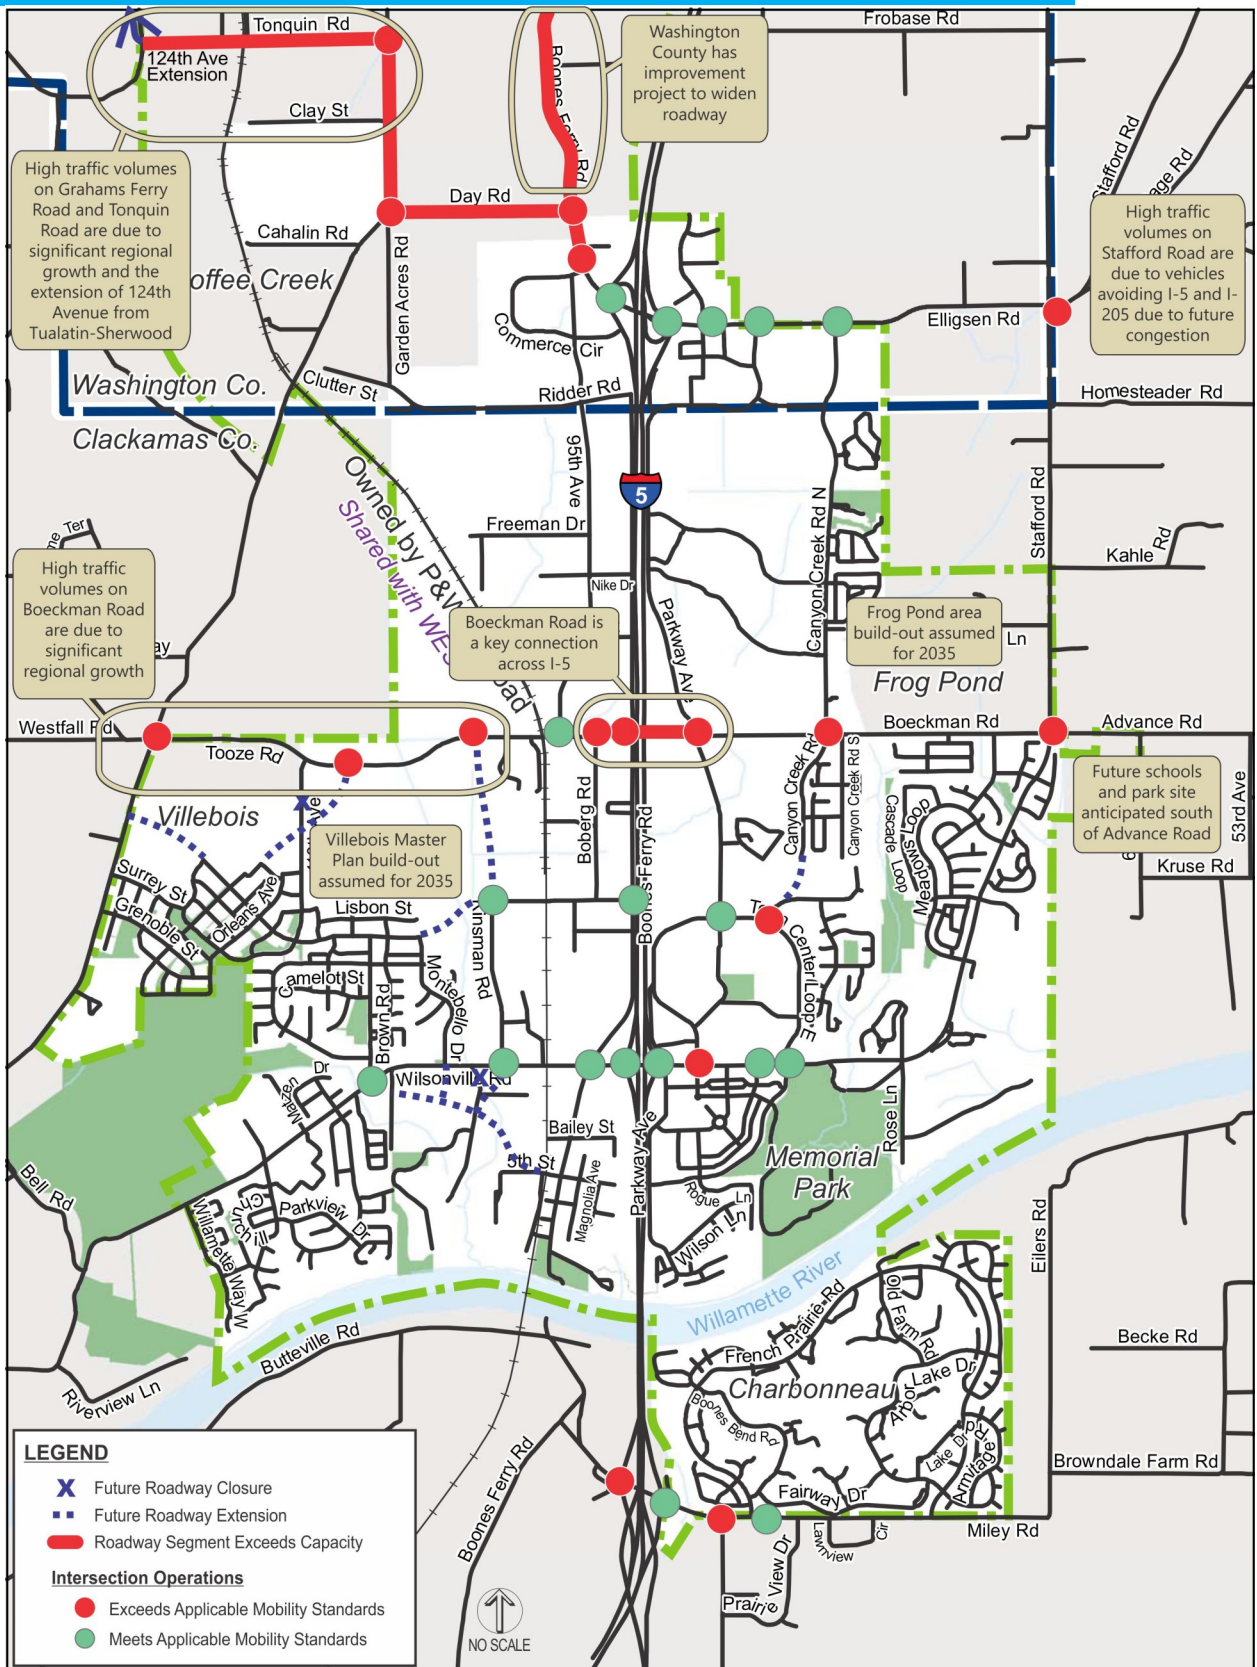 Tonquin Rd
Frobase Rd
124th Ave
Extension
Boones Ferry Rd
Washington
County has
improvement
project to widen
roadway
Clay St
Stafford Rd
age Rd
High traffic volumes
on Grahams Ferry
Road and Tonquin
Road are due to
significant regional
growth and the
extension of 124th
Avenue from
Tualatin-Sherwood
Day Rd
Cahalin Rd
offee Creek
Garden Acres Rd
High traffic
volumes on
Stafford Road are
due to vehicles
avoiding I-5 and I-
205 due to future
congestion
Elligsen Rd
Commerce Cir
Washington Co.
Clutter St
Ridder Rd
Homesteader Rd
Clackamas Co.
95th Ave
Owned by P&W
Shared with WES
oad
5
Canyon Creek Rd N
Stafford Rd
Freeman Dr
Kahle Rd
me Ter
Nike Dr
Parkway Ave
High traffic
volumes on
Boeckman Road
are due to
significant
regional growth
ay
Boeckman Road is
a key connection
across I-5
Frog Pond area
build-out assumed
for 2035
Ln
Frog Pond
Westfall Rd
Tooze Rd
Boeckman Rd
Advance Rd
Villebois
Villebois Master
Plan build-out
assumed for 2035
Boberg Rd
Boones Ferry Rd
Canyon Creek Rd
Canyon Creek Rd S
Cascade Loop
Meadows Loop
Future schools
and park site
anticipated south
of Advance Road
53rd Ave
6
Kruse Rd
Surrey St
Grenoble St
Orleans Ave
Lisbon St
Kinsman Rd
Town Center Loop E
Camelot St
Brown Rd
Montebello Dr
Matzen Dr
Wilsonville Rd
Rose Ln
Bailey St
5th St
Magnolia Ave
Parkway Ave
Memorial
Park
Rogue Ln
Wilson Ln
Bell Rd
Willamette Way W
Churchill
Parkview Dr
Eilers Rd
Willamette River
Butteville Rd
Riverview Ln
French Prairie Rd
Old Farm Rd
Becke Rd
Charbonneau
Arbor Lake Dr
Boones Bend Rd
Lake Dr
Lp
Armitage R
Browndale Farm Rd
Boones Ferry Rd
Fairway Dr
Lawnview Cir
Miley Rd
Prairie View Dr
LEGEND
X Future Roadway Closure
Future Roadway Extension
Roadway Segment Exceeds Capacity
Intersection Operations
Exceeds Applicable Mobility Standards
Meets Applicable Mobility Standards
NO SCALE